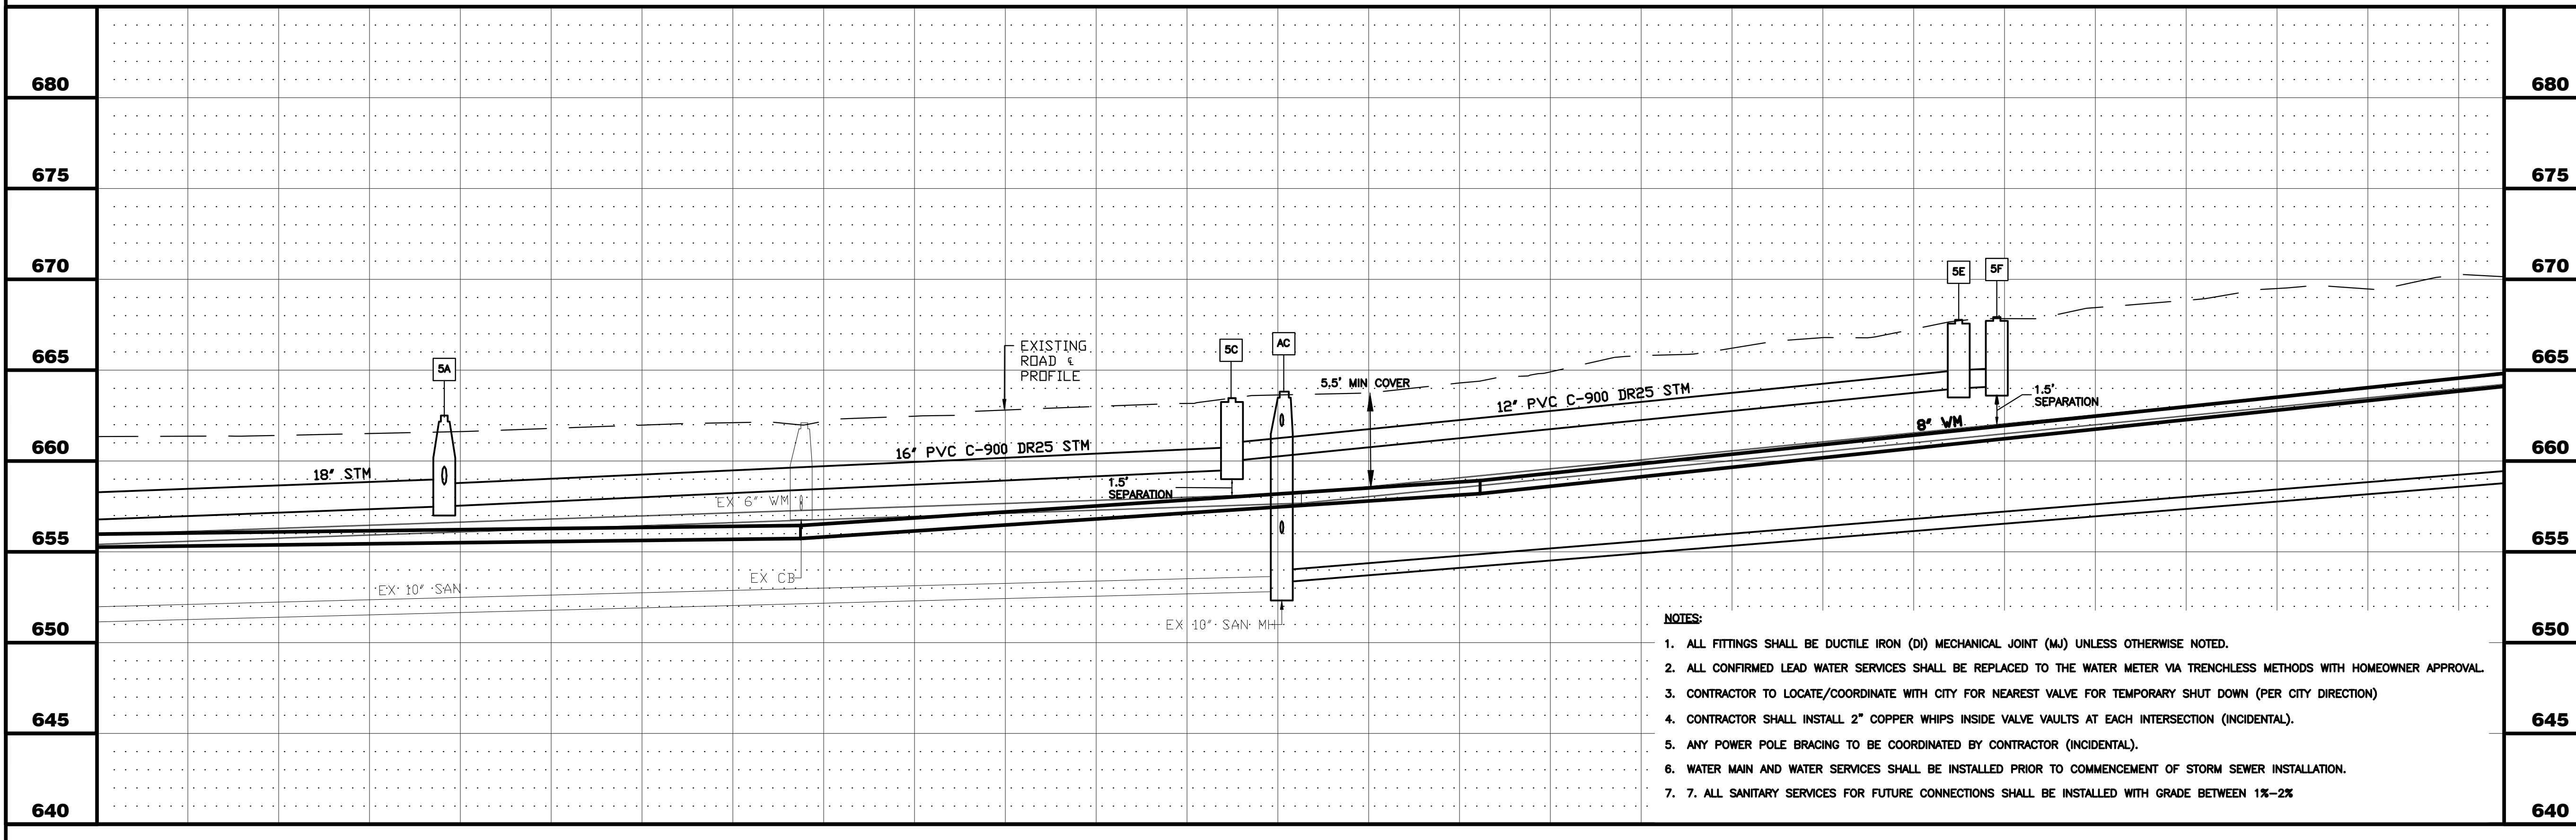 680
680
675
675
670
670
5E
5F
665
665
5A
5C
AC
EXISTING
ROAD ℄
PROFILE
5.5' MIN COVER
12" PVC C-900 DR25 STM
1.5'
SEPARATION
8" WM
660
660
16" PVC C-900 DR25 STM
18" STM
1.5'
SEPARATION
EX 6" WM
655
655
EX CB
EX 10" SAN
650
650
EX 10" SAN MH
NOTES:
1. ALL FITTINGS SHALL BE DUCTILE IRON (DI) MECHANICAL JOINT (MJ) UNLESS OTHERWISE NOTED.
2. ALL CONFIRMED LEAD WATER SERVICES SHALL BE REPLACED TO THE WATER METER VIA TRENCHLESS METHODS WITH HOMEOWNER APPROVAL.
3. CONTRACTOR TO LOCATE/COORDINATE WITH CITY FOR NEAREST VALVE FOR TEMPORARY SHUT DOWN (PER CITY DIRECTION)
4. CONTRACTOR SHALL INSTALL 2" COPPER WHIPS INSIDE VALVE VAULTS AT EACH INTERSECTION (INCIDENTAL).
5. ANY POWER POLE BRACING TO BE COORDINATED BY CONTRACTOR (INCIDENTAL).
6. WATER MAIN AND WATER SERVICES SHALL BE INSTALLED PRIOR TO COMMENCEMENT OF STORM SEWER INSTALLATION.
7. 7. ALL SANITARY SERVICES FOR FUTURE CONNECTIONS SHALL BE INSTALLED WITH GRADE BETWEEN 1%-2%
645
645
640
640